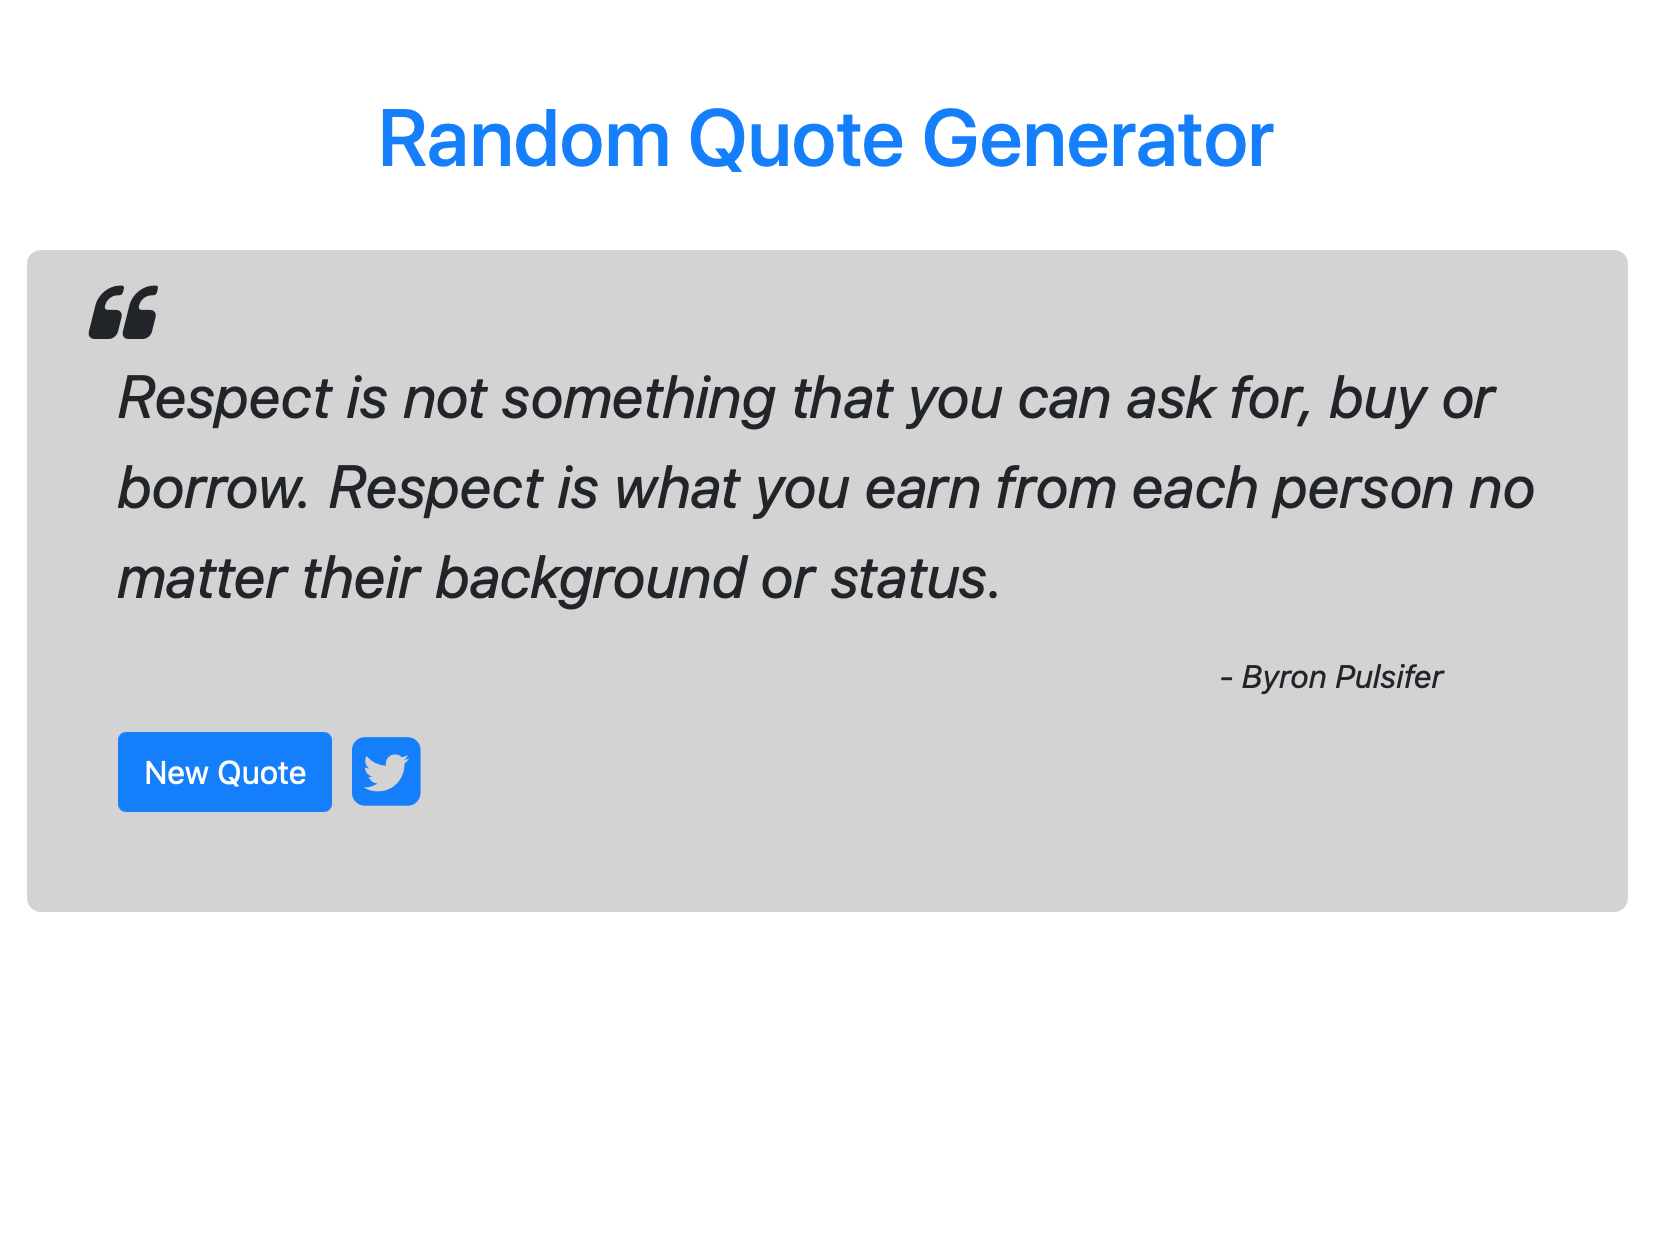 Random Quote Generator
“
Respect is not something that you can ask for, buy or
borrow. Respect is what you earn from each person no
matter their background or status.
- Byron Pulsifer
New Quote